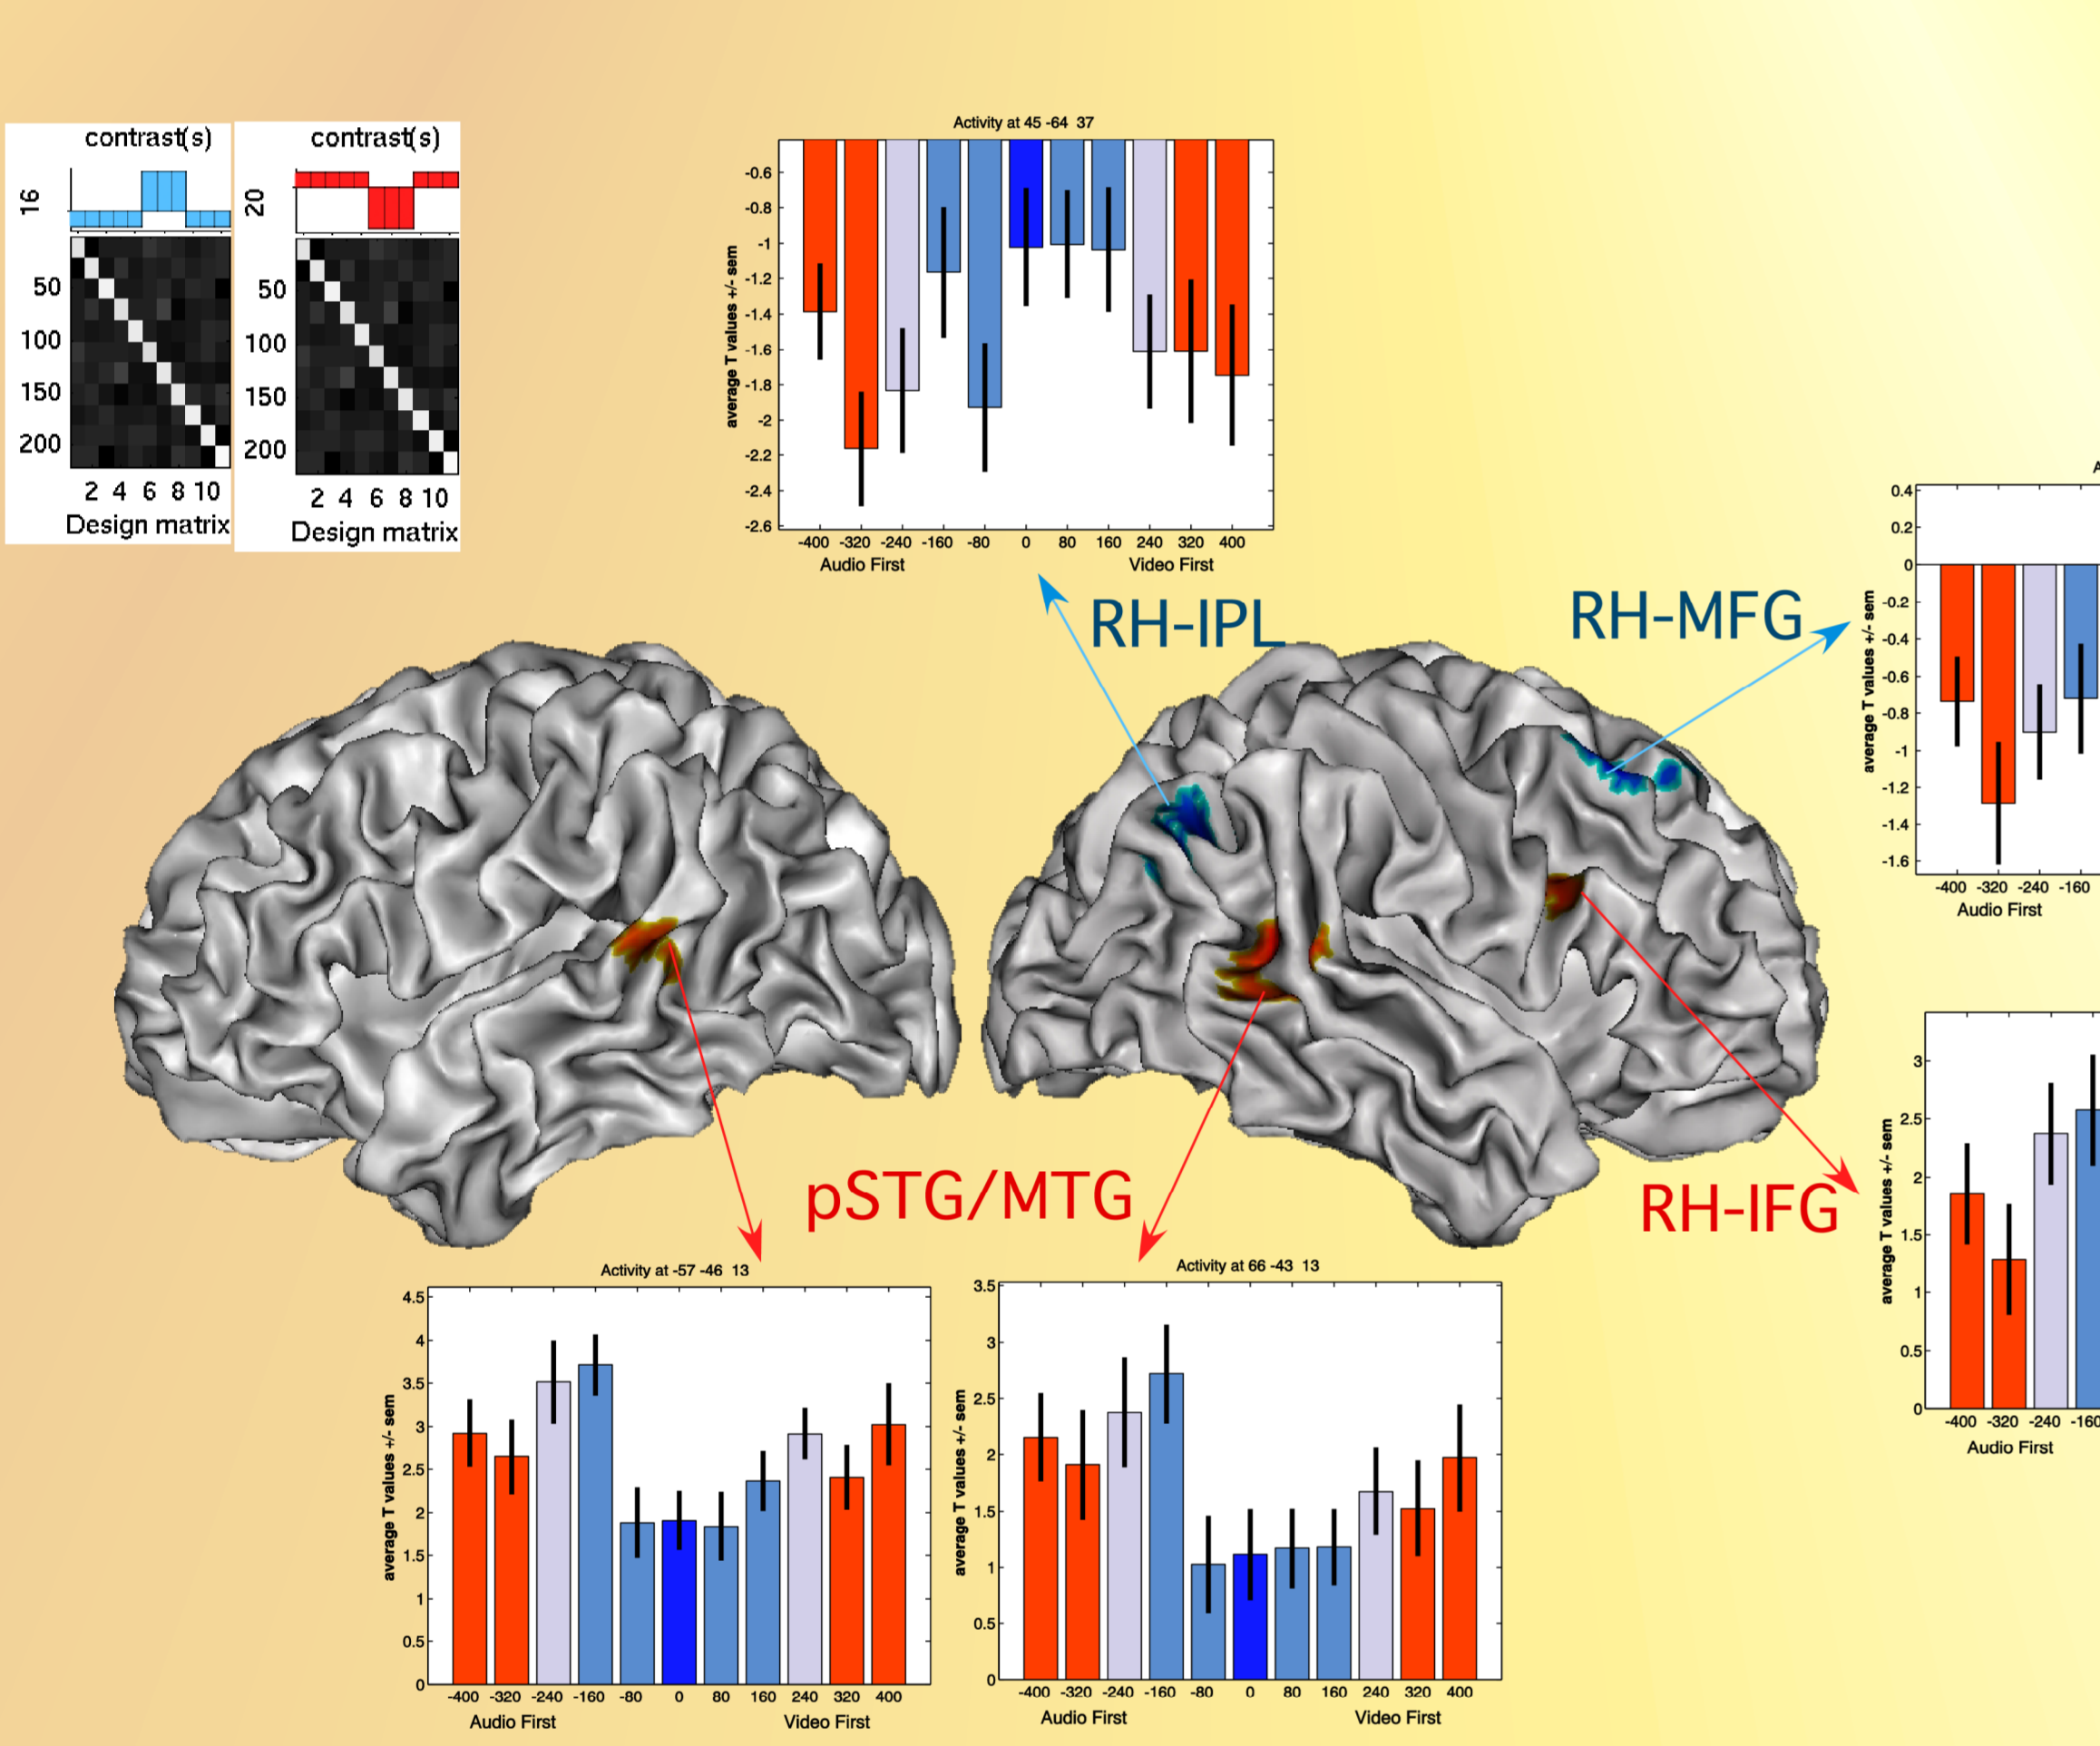 contrast(s)
16
50
100
150
200
2 4 6 8 10
Design matrix
contrast(s)
20
50
100
150
200
2 4 6 8 10
Design matrix
Activity at 45 -64 37
average T values +/- sem
-0.6
-0.8
-1
-1.2
-1.4
-1.6
-1.8
-2
-2.2
-2.4
-2.6
-400 -320 -240 -160 -80 0 80 160 240 320 400
Audio First Video First
RH-IPL
RH-MFG
A
average T values +/- sem
0.4
0.2
0
-0.2
-0.4
-0.6
-0.8
-1
-1.2
-1.4
-1.6
-400 -320 -240 -160
Audio First
pSTG/MTG
RH-IFG
average T values +/- sem
3
2.5
2
1.5
1
0.5
0
-400 -320 -240 -160
Audio First
Activity at -57 -46 13
average T values +/- sem
4.5
4
3.5
3
2.5
2
1.5
1
0.5
0
-400 -320 -240 -160 -80 0 80 160 240 320 400
Audio First Video First
Activity at 66 -43 13
average T values +/- sem
3.5
3
2.5
2
1.5
1
0.5
0
-400 -320 -240 -160 -80 0 80 160 240 320 400
Audio First Video First